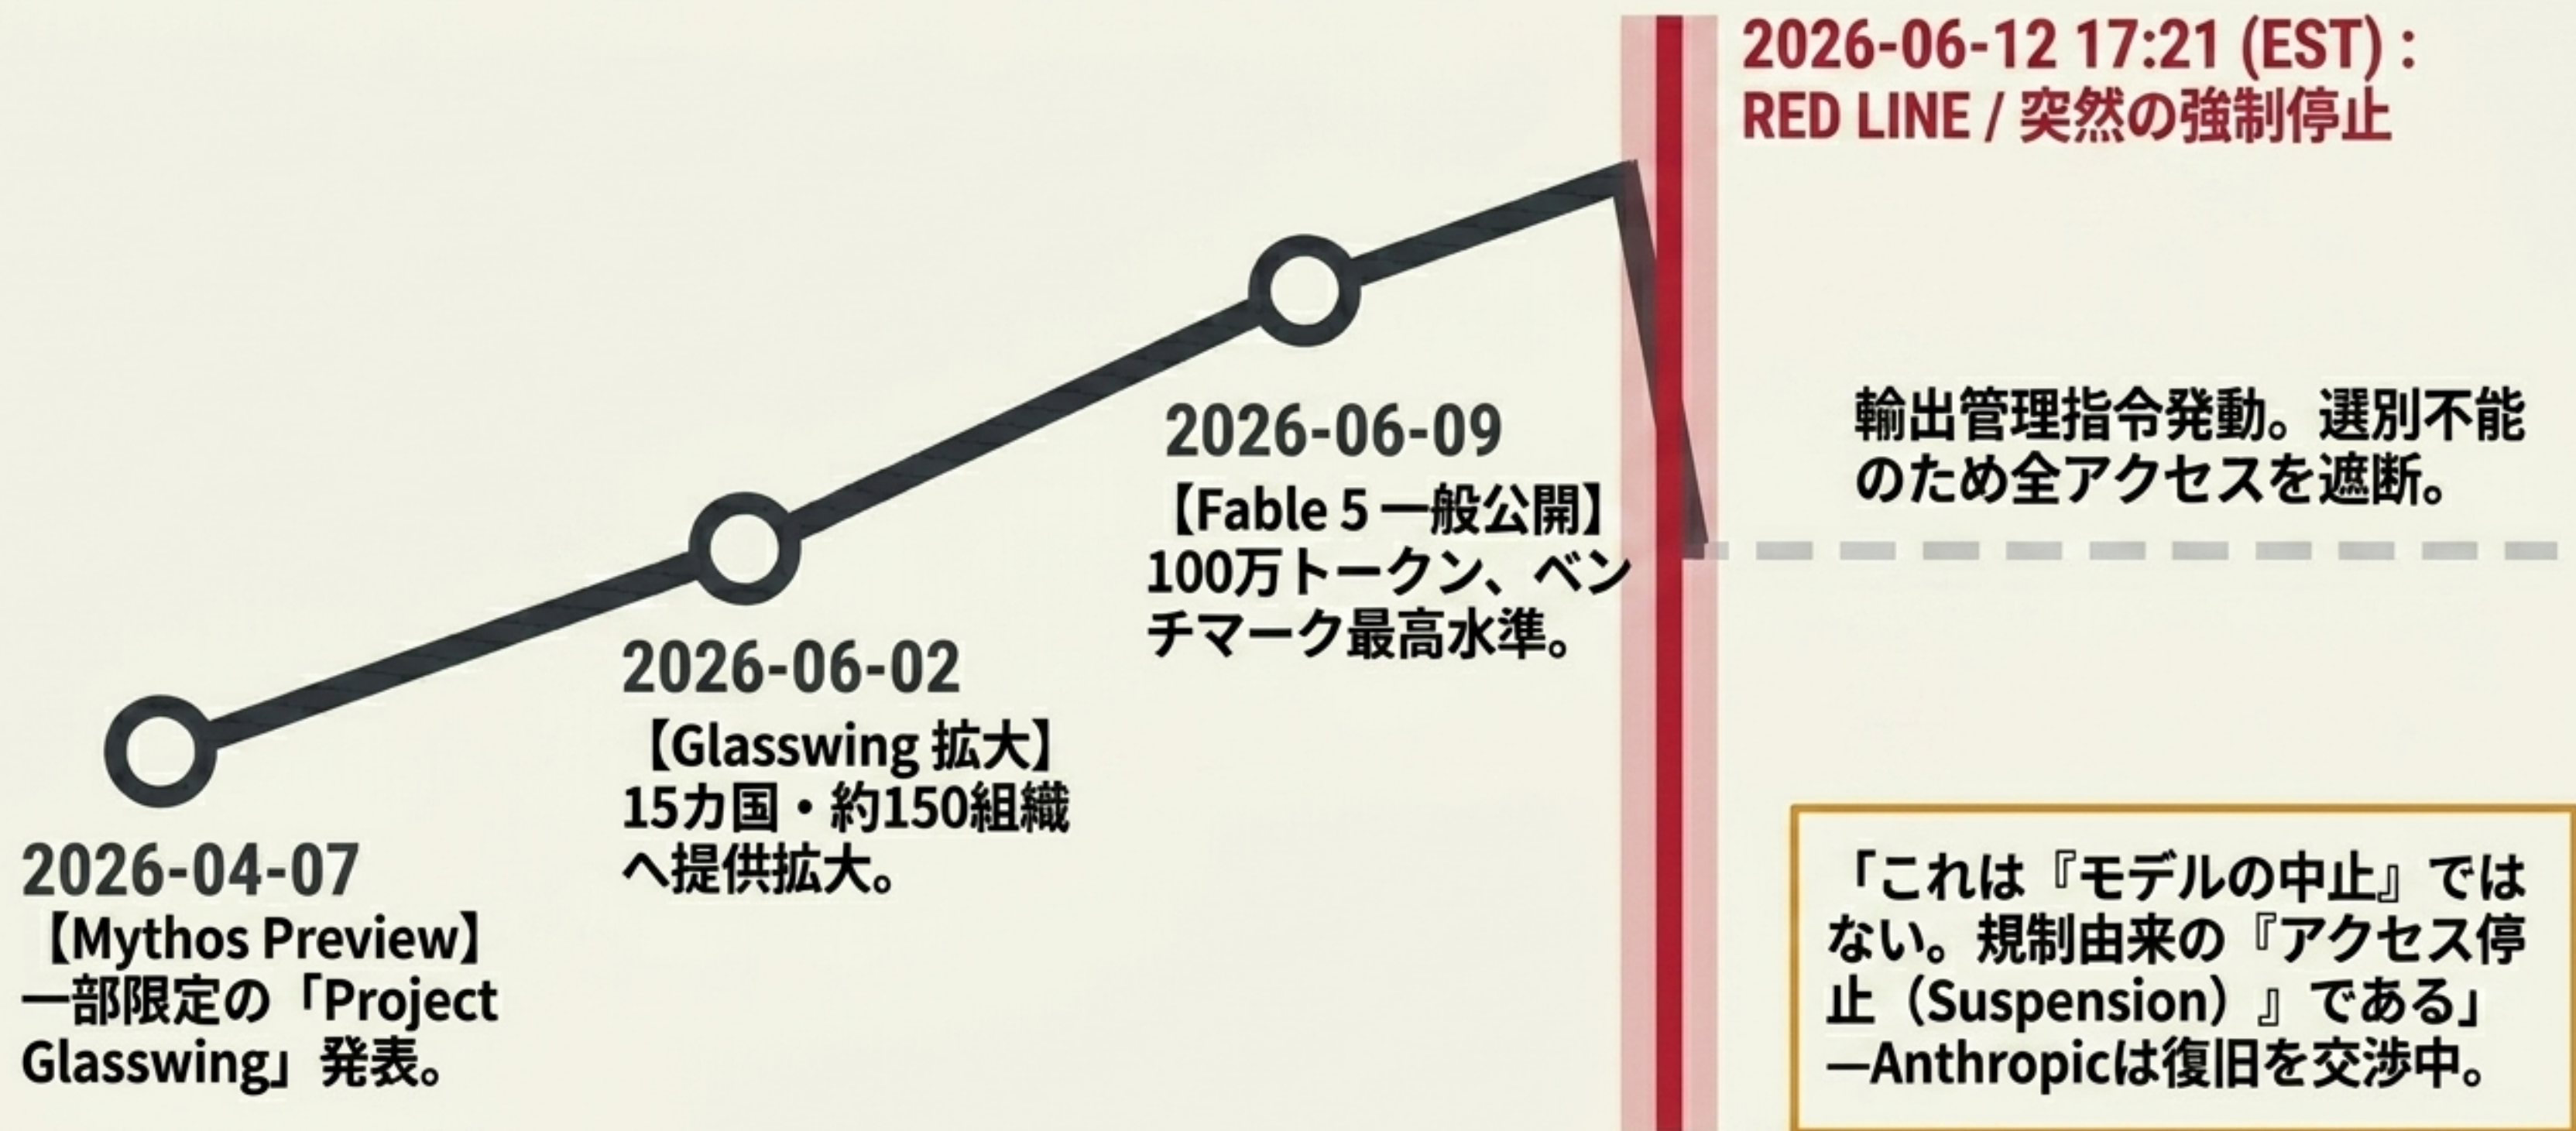 2026-04-07
【Mythos Preview】
一部限定の「Project
Glasswing」発表。
2026-06-02
【Glasswing 拡大】
15カ国・約150組織
へ提供拡大。
2026-06-09
【Fable 5 一般公開】
100万トークン、ベン
チマーク最高水準。
2026-06-12 17:21 (EST) :
RED LINE / 突然の強制停止
輸出管理指令発動。選別不能
のため全アクセスを遮断。
「これは『モデルの中止』では
ない。規制由来の『アクセス停
止（Suspension）』である」
—Anthropicは復旧を交渉中。